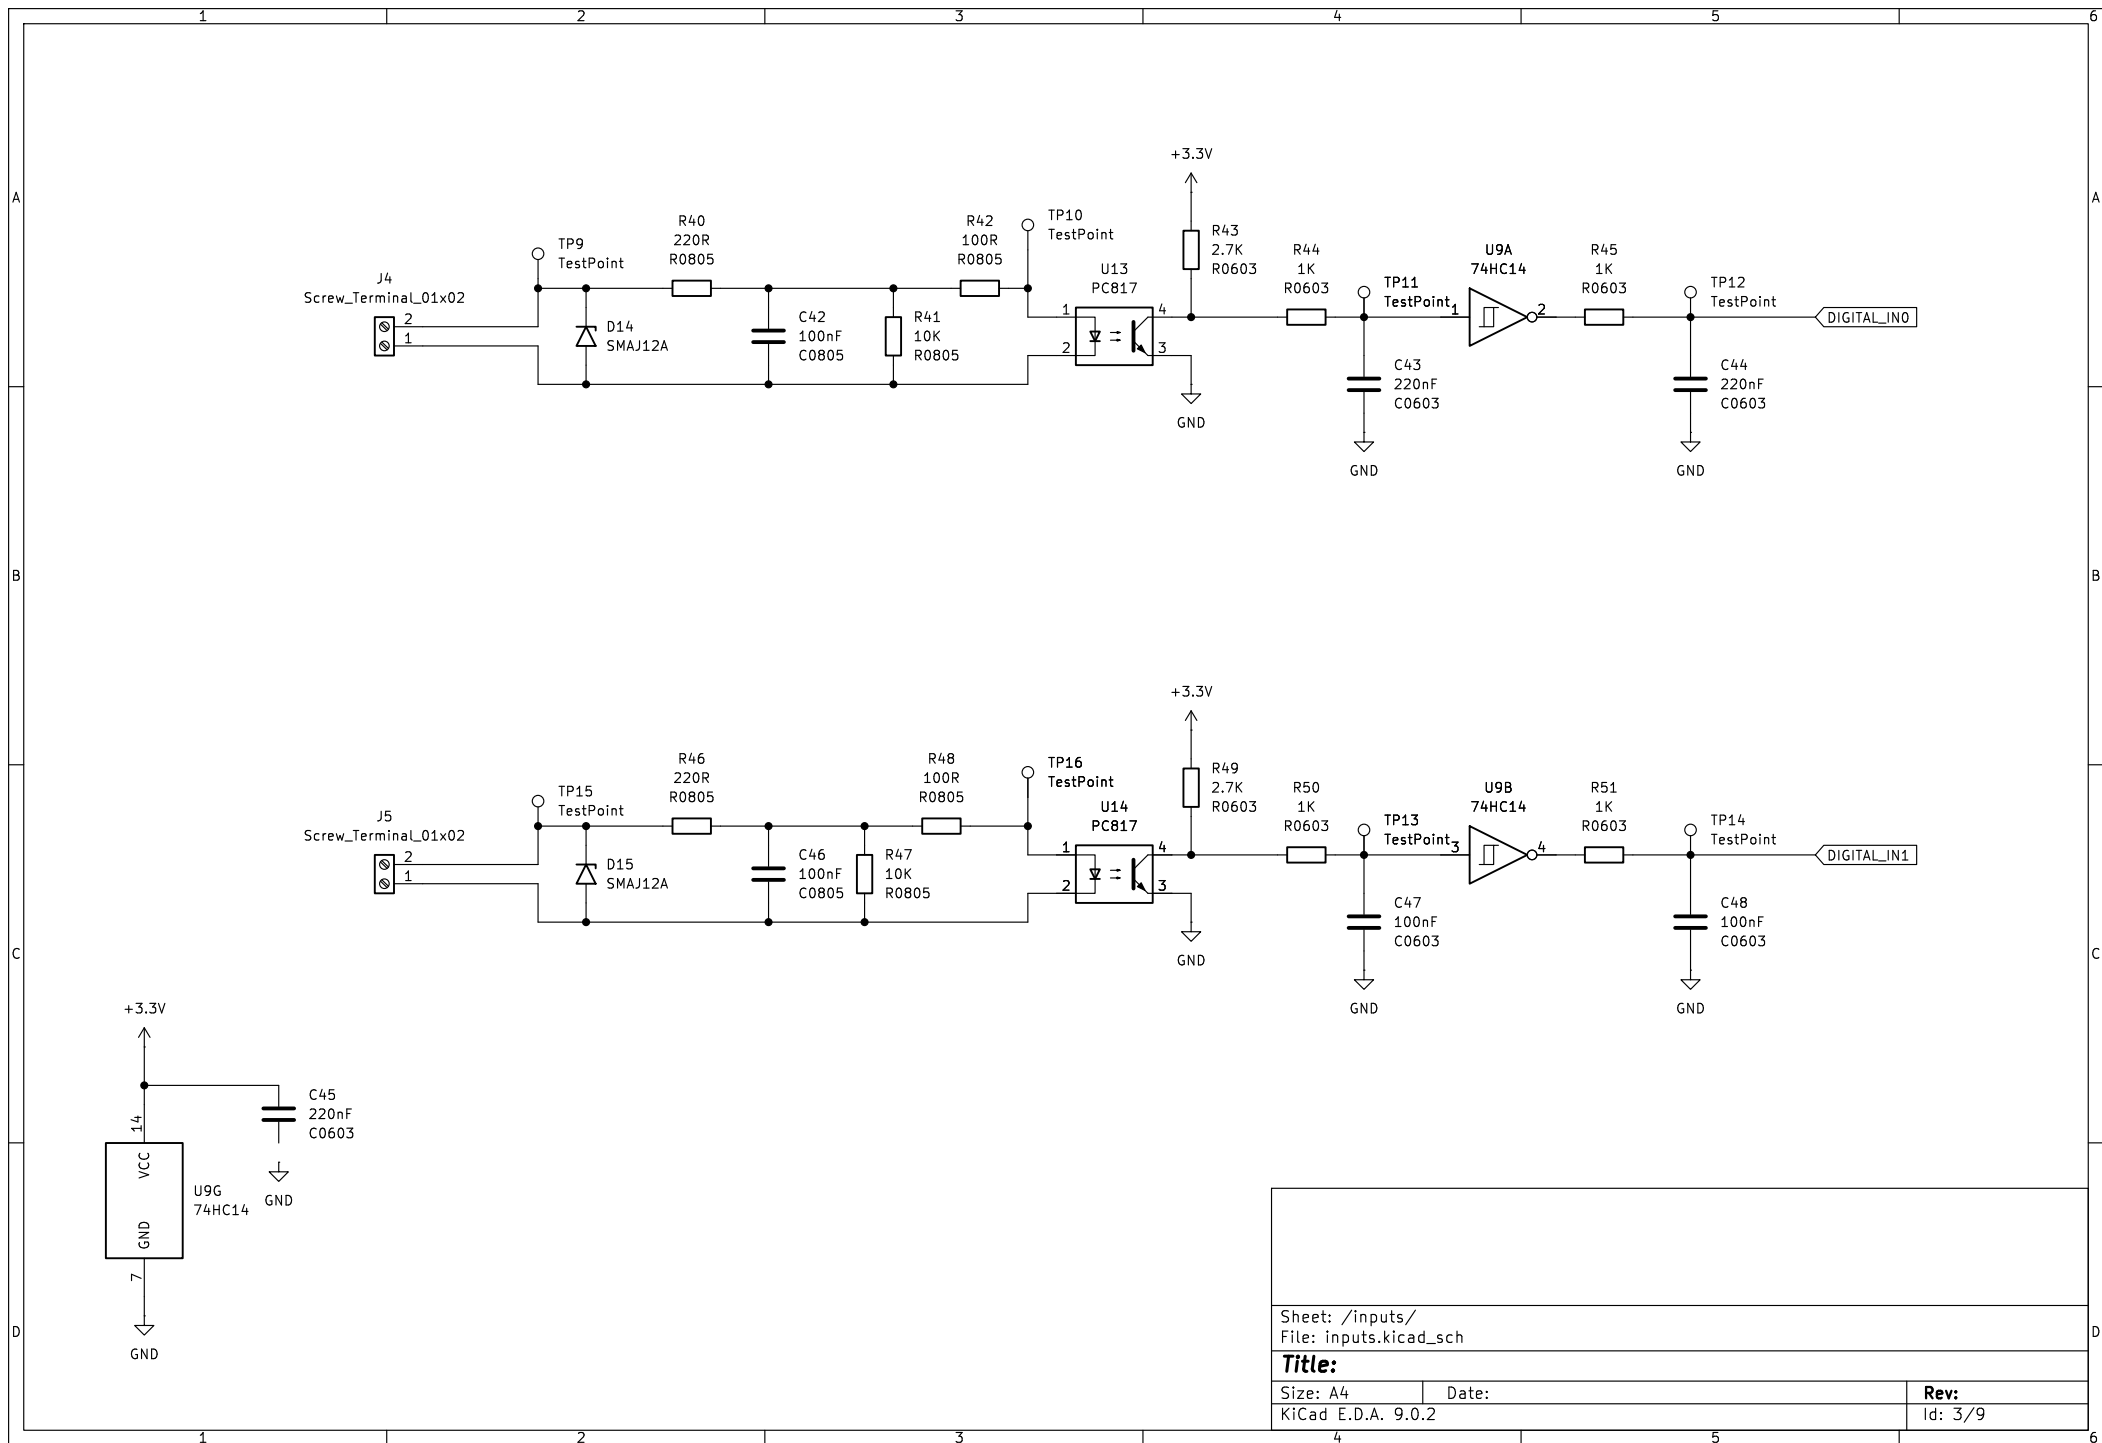 1 2 3 4 5 6
A A
B B
C C
D D
+3.3V
J4
Screw_Terminal_01x02
2
1
TP9
TestPoint
D14
SMAJ12A
R40
220R
R0805
C42
100nF
C0805
R41
10K
R0805
R42
100R
R0805
TP10
TestPoint
U13
PC817
1
2
4
3
R43
2.7K
R0603
GND
R44
1K
R0603
TP11
TestPoint
C43
220nF
C0603
GND
U9A
74HC14
1
2
R45
1K
R0603
TP12
TestPoint
C44
220nF
C0603
GND
DIGITAL_IN0
+3.3V
J5
Screw_Terminal_01x02
2
1
TP15
TestPoint
D15
SMAJ12A
R46
220R
R0805
C46
100nF
C0805
R47
10K
R0805
R48
100R
R0805
TP16
TestPoint
U14
PC817
1
2
4
3
R49
2.7K
R0603
GND
R50
1K
R0603
TP13
TestPoint
C47
100nF
C0603
GND
U9B
74HC14
3
4
R51
1K
R0603
TP14
TestPoint
C48
100nF
C0603
GND
DIGITAL_IN1
+3.3V
14
VCC
GND
7
U9G
74HC14
C45
220nF
C0603
GND
GND
Sheet: /inputs/
File: inputs.kicad_sch
Title:
Size: A4 Date: Rev:
KiCad E.D.A. 9.0.2 Id: 3/9
1 2 3 4 5 6